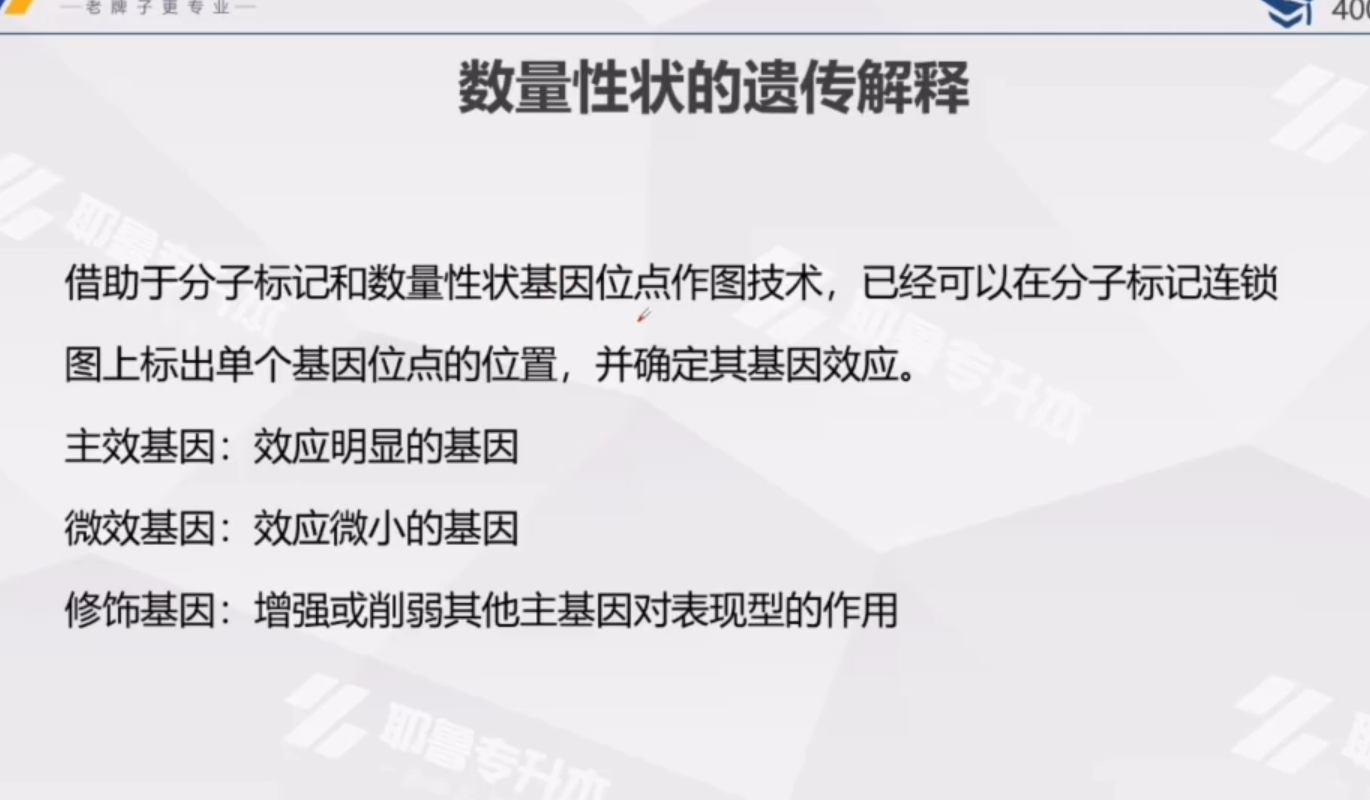 老牌子更专业
400
数量性状的遗传解释
借助于分子标记和数量性状基因位点作图技术，已经可以在分子标记连锁
图上标出单个基因位点的位置，并确定其基因效应。
主效基因：效应明显的基因
微效基因：效应微小的基因
修饰基因：增强或削弱其他主基因对表现型的作用
耶鲁专升本
耶鲁专升本
耶鲁专升本